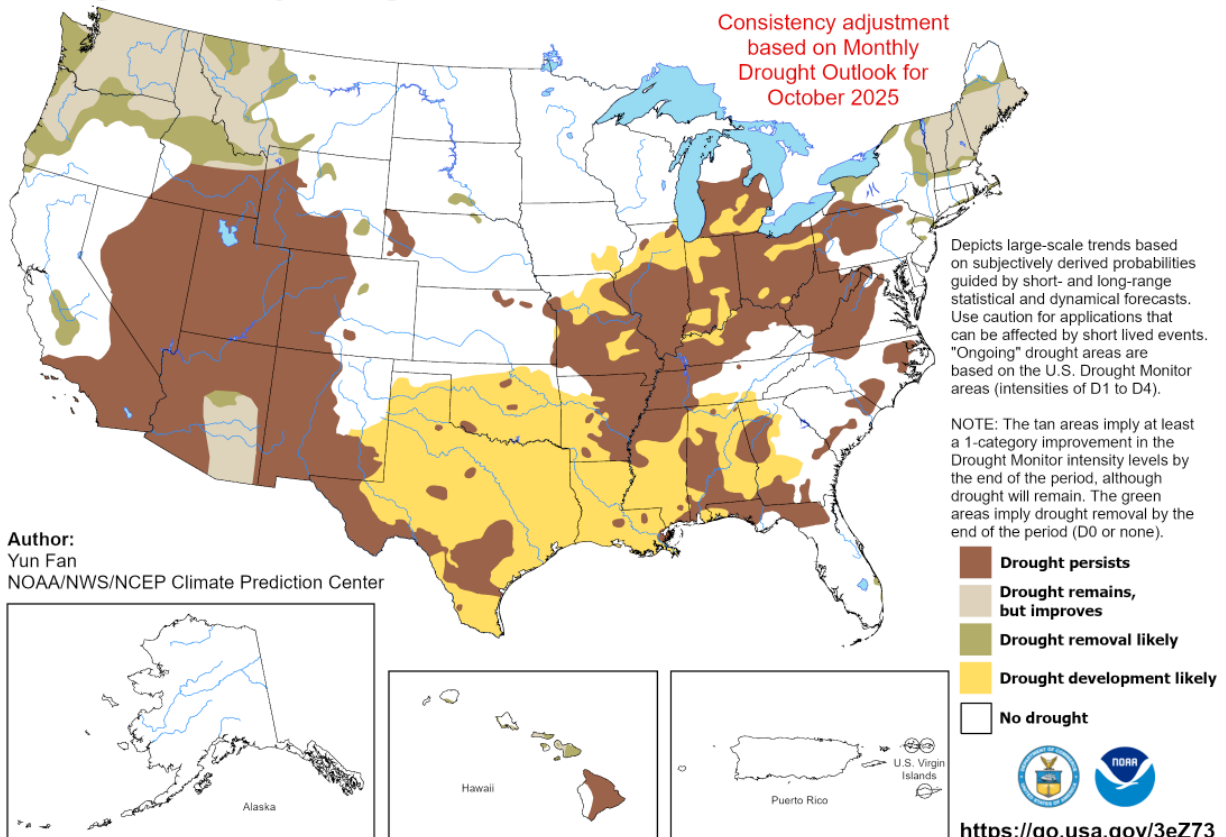 Consistency adjustment
based on Monthly
Drought Outlook for
October 2025
Depicts large-scale trends based
on subjectively derived probabilities
guided by short- and long-range
statistical and dynamical forecasts.
Use caution for applications that
can be affected by short lived events.
"Ongoing" drought areas are
based on the U.S. Drought Monitor
areas (intensities of D1 to D4).
NOTE: The tan areas imply at least
a 1-category improvement in the
Drought Monitor intensity levels by
the end of the period, although
drought will remain. The green
areas imply drought removal by the
end of the period (D0 or none).
Author:
Yun Fan
NOAA/NWS/NCEP Climate Prediction Center
Drought persists
Drought remains,
but improves
Drought removal likely
Drought development likely
No drought
Alaska
Hawaii
Puerto Rico
U.S. Virgin
Islands
NOAA
https://go.usa.gov/3eZ73